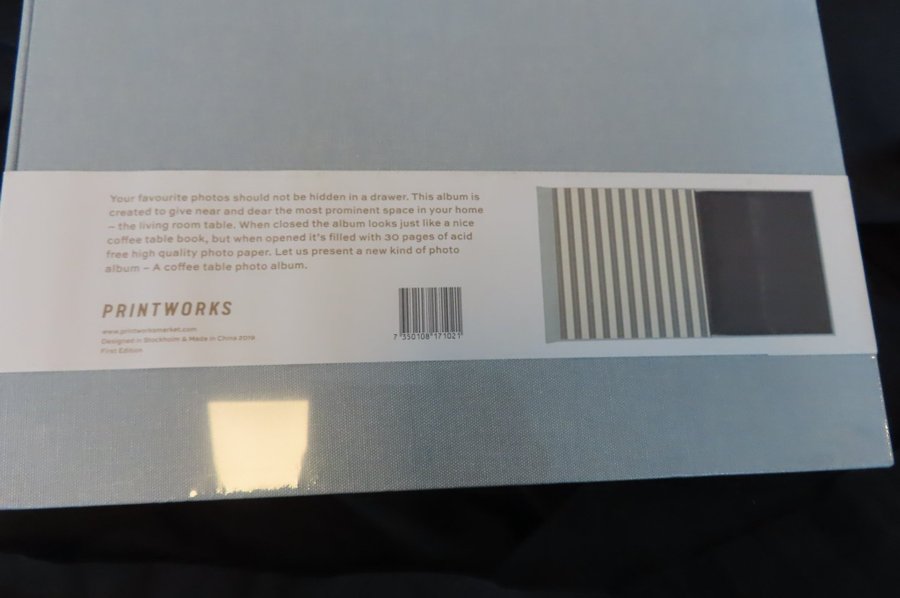 Your favourite photos should not be hidden in a drawer. This album is
created to give near and dear the most prominent space in your home
– the living room table. When closed the album looks just like a nice
coffee table book, but when opened it's filled with 30 pages of acid
free high quality photo paper. Let us present a new kind of photo
album – A coffee table photo album.
PRINTWORKS
www.printworksmarket.com
Designed in Stockholm & Made in China 2019
First Edition
7 350108 171021